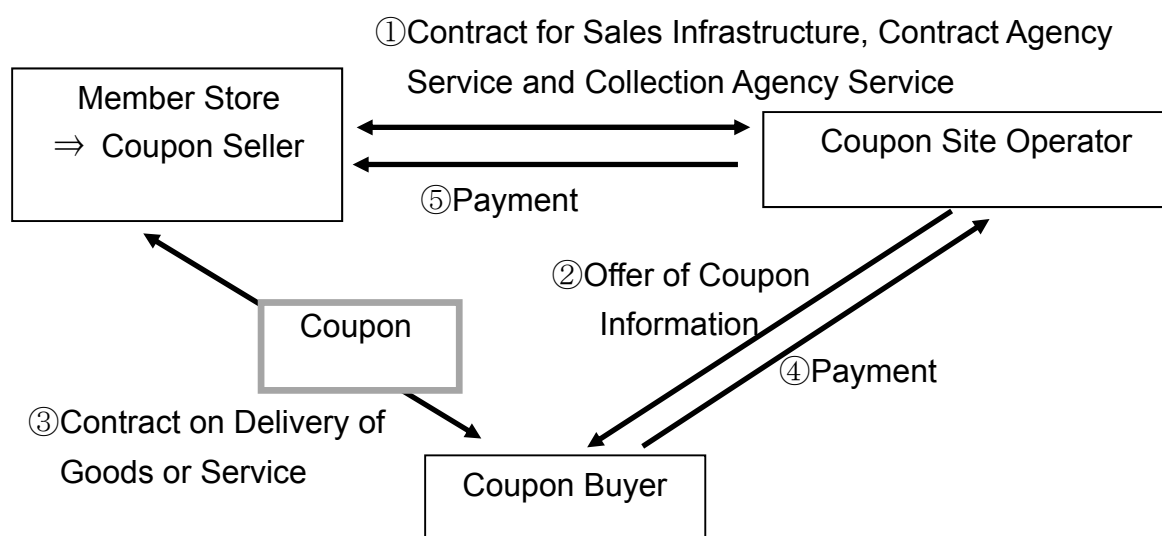 ①Contract for Sales Infrastructure, Contract Agency
Service and Collection Agency Service
Member Store
⇒ Coupon Seller
Coupon Site Operator
⑤Payment
②Offer of Coupon
Information
Coupon
④Payment
③Contract on Delivery of
Goods or Service
Coupon Buyer